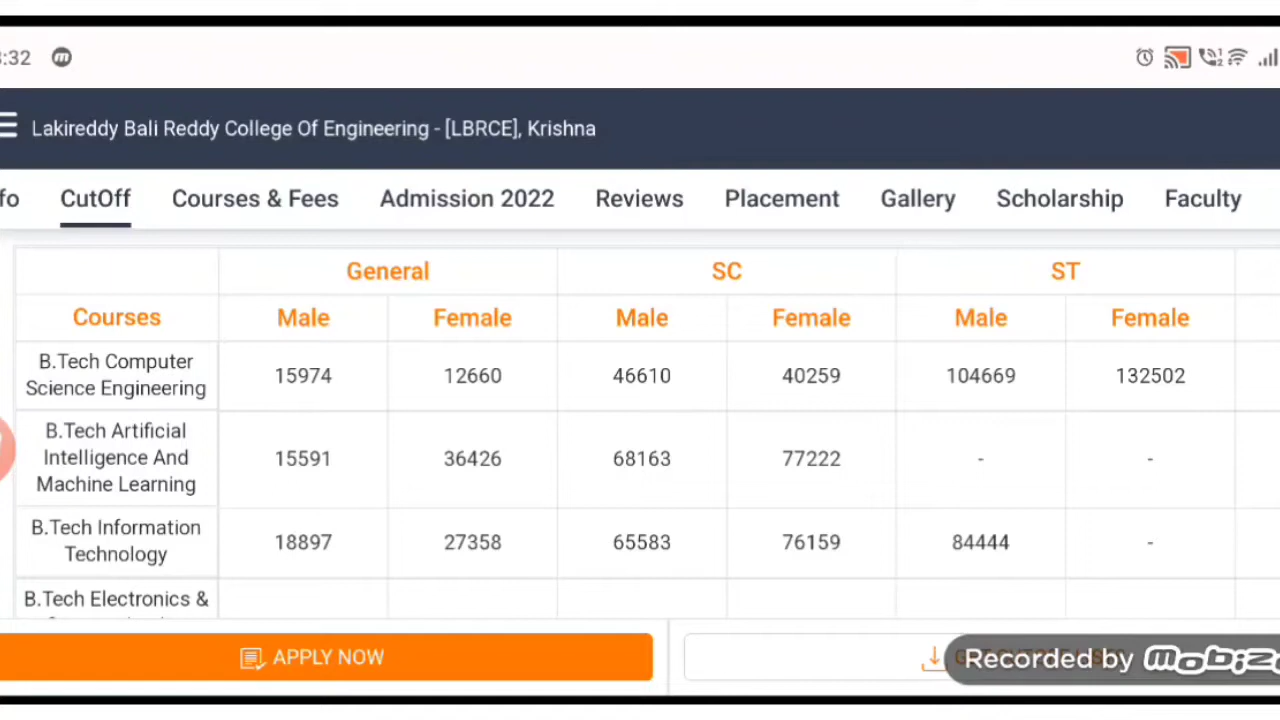 :32
Lakireddy Bali Reddy College Of Engineering - [LBRCE], Krishna
fo CutOff Courses & Fees Admission 2022 Reviews Placement Gallery Scholarship Faculty
General SC ST
Courses Male Female Male Female Male Female
B.Tech Computer
Science Engineering 15974 12660 46610 40259 104669 132502
B.Tech Artificial
Intelligence And 15591 36426 68163 77222 - -
Machine Learning
B.Tech Information
Technology 18897 27358 65583 76159 84444 -
B.Tech Electronics &
APPLY NOW
Recorded by